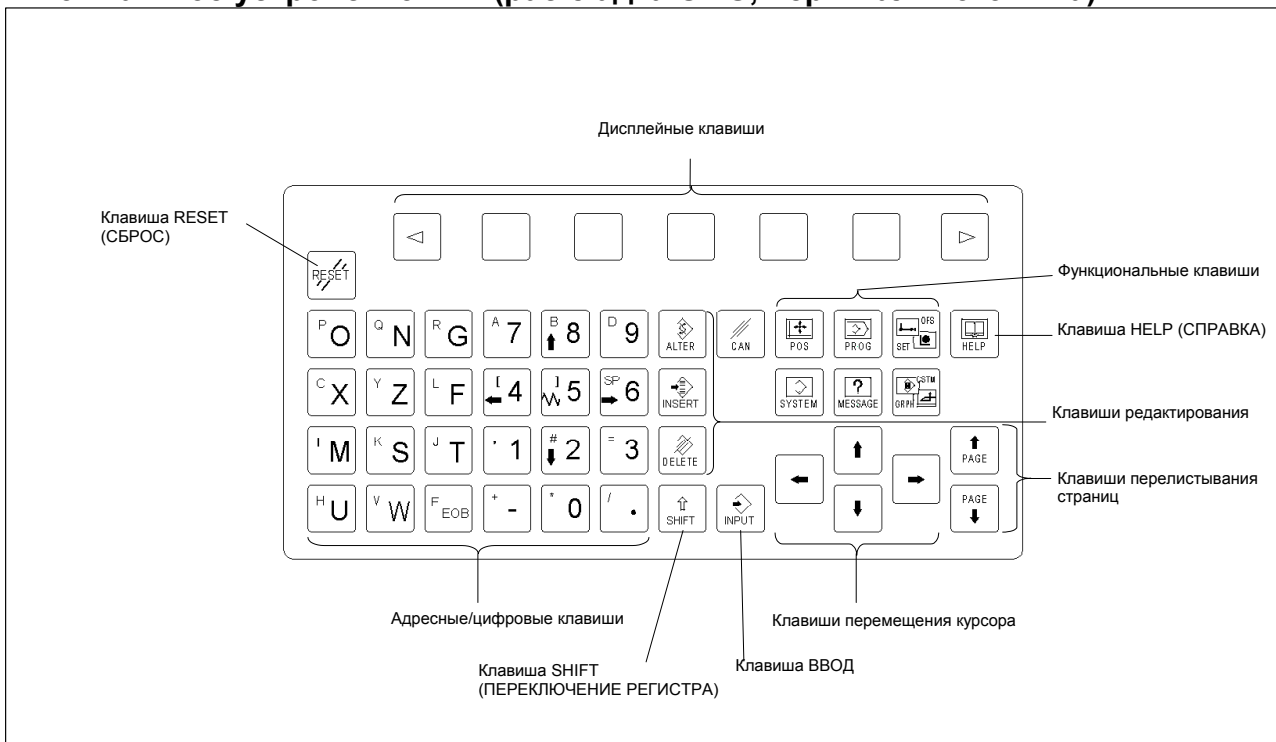 устройство (раскладка
Дисплейные клавиши
Клавиша RESET
(СБРОС)
RESET
Функциональные клавиши
P O
Q N
R G
A 7
B 8
D 9
ALTER
CAN
POS
PROG
OFS
SET
HELP
Клавиша HELP (СПРАВКА)
C X
Y Z
L F
[ 4
] 5
SP 6
INSERT
SYSTEM
? MESSAGE
CSTM
GRPH
Клавиши редактирования
I M
K S
J T
, 1
# 2
= 3
DELETE
PAGE
Клавиши перелистывания
страниц
H U
V W
F EOB
+ -
* 0
/ .
SHIFT
INPUT
PAGE
Адресные/цифровые клавиши
Клавиши перемещения курсора
Клавиша SHIFT
(ПЕРЕКЛЮЧЕНИЕ РЕГИСТРА)
Клавиша ВВОД